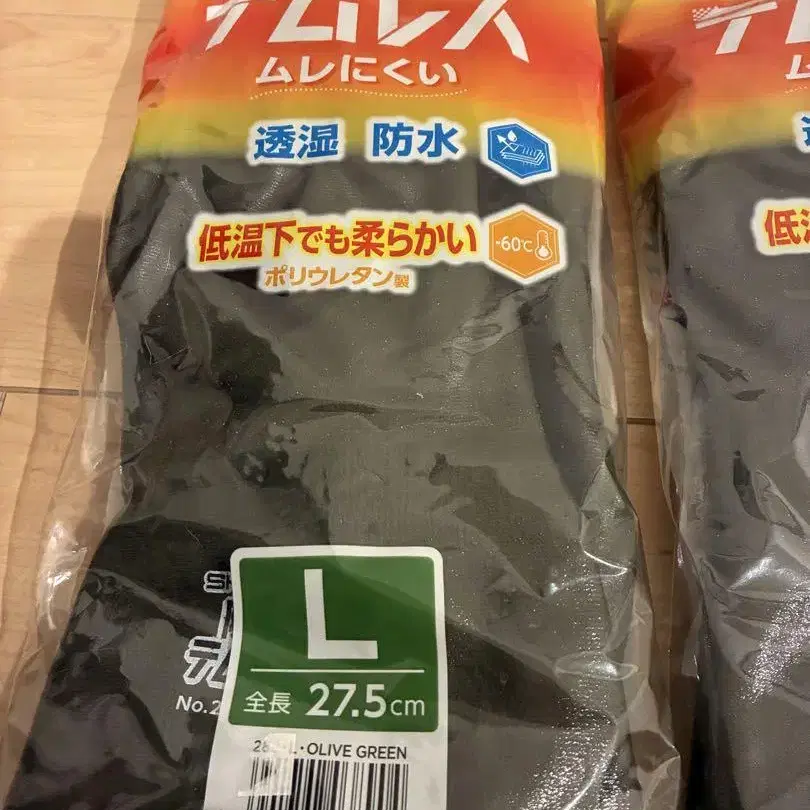 テムレス
ムレにくい
透湿 防水
低温下でも柔らかい
-60℃
ポリウレタン製
L
全長 27.5cm
OLIVE GREEN